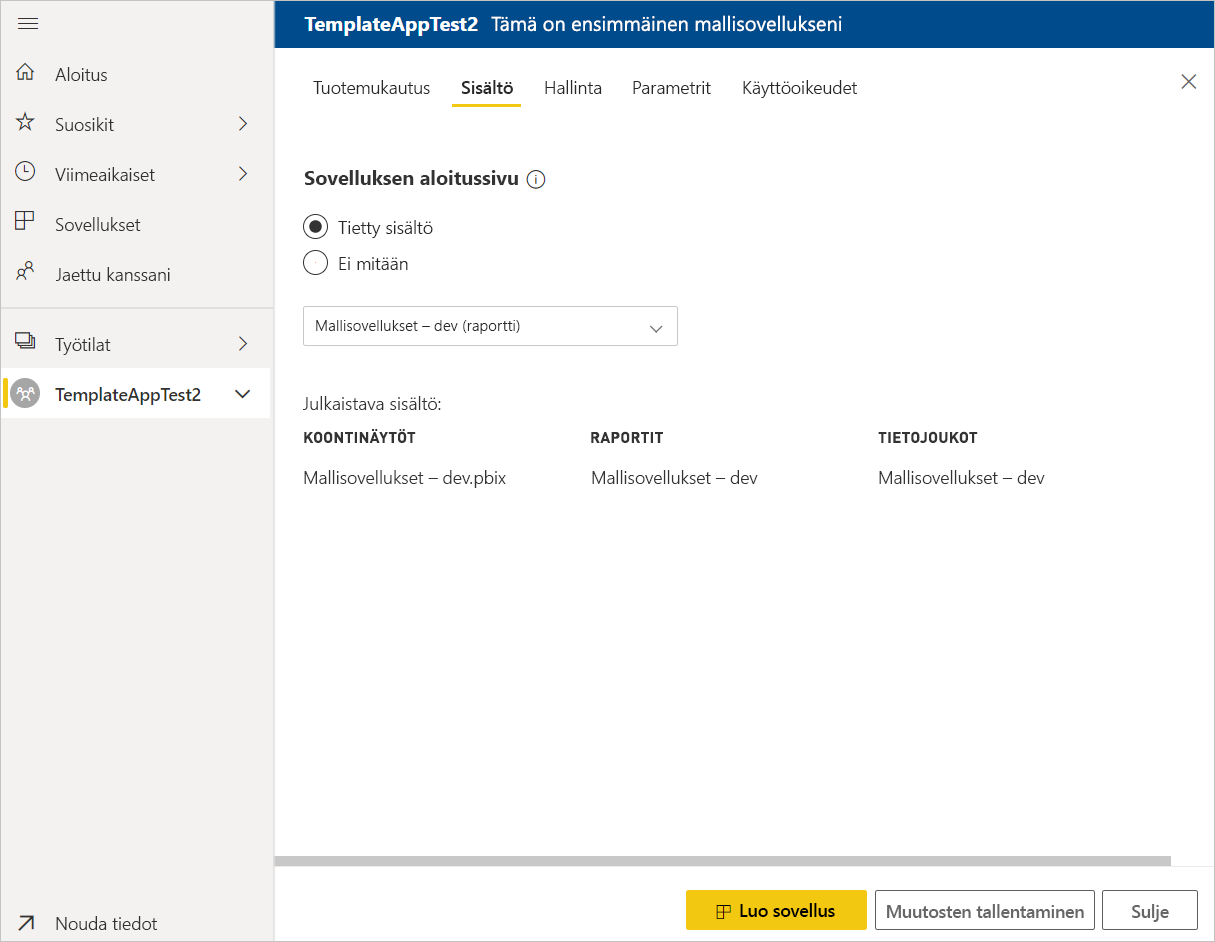 Aloitus
Suosikit
Viimeaikaiset
Sovellukset
Jaettu kanssani
Työtilat
TemplateAppTest2
Nouda tiedot
TemplateAppTest2 Tämä on ensimmäinen mallisovellukseni
Tuotemukautus Sisältö Hallinta Parametrit Käyttöoikeudet
Sovelluksen aloitussivu
Tietty sisältö
Ei mitään
Mallisovellukset – dev (raportti)
Julkaistava sisältö:
KOONTINÄYTÖT RAPORTIT TIETOJOUKOT
Mallisovellukset – dev.pbix Mallisovellukset – dev Mallisovellukset – dev
Luo sovellus Muutosten tallentaminen Sulje